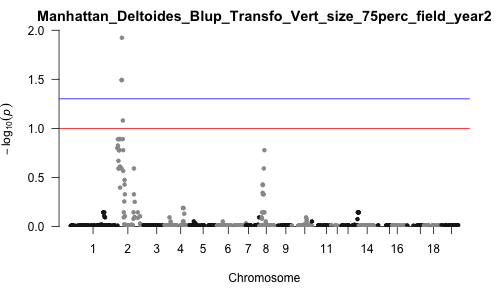 Manhattan_Deltoides_Blup_Transfo_Vert_size_75perc_field_year2
2.0
1.5
1.0
0.5
0.0
− log10(p)
1 2 3 4 5 6 7 8 9 11 14 16 18
Chromosome